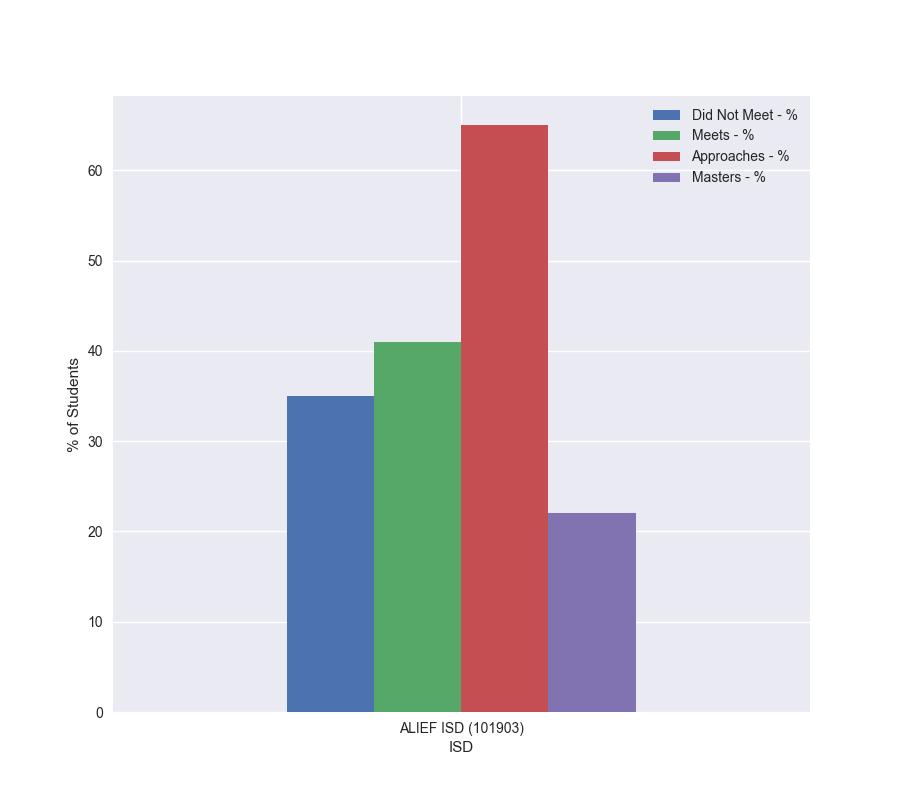 Did Not Meet - %
Meets - %
Approaches - %
Masters - %
60
50
40
30
20
10
0
% of Students
ALIEF ISD (101903)
ISD